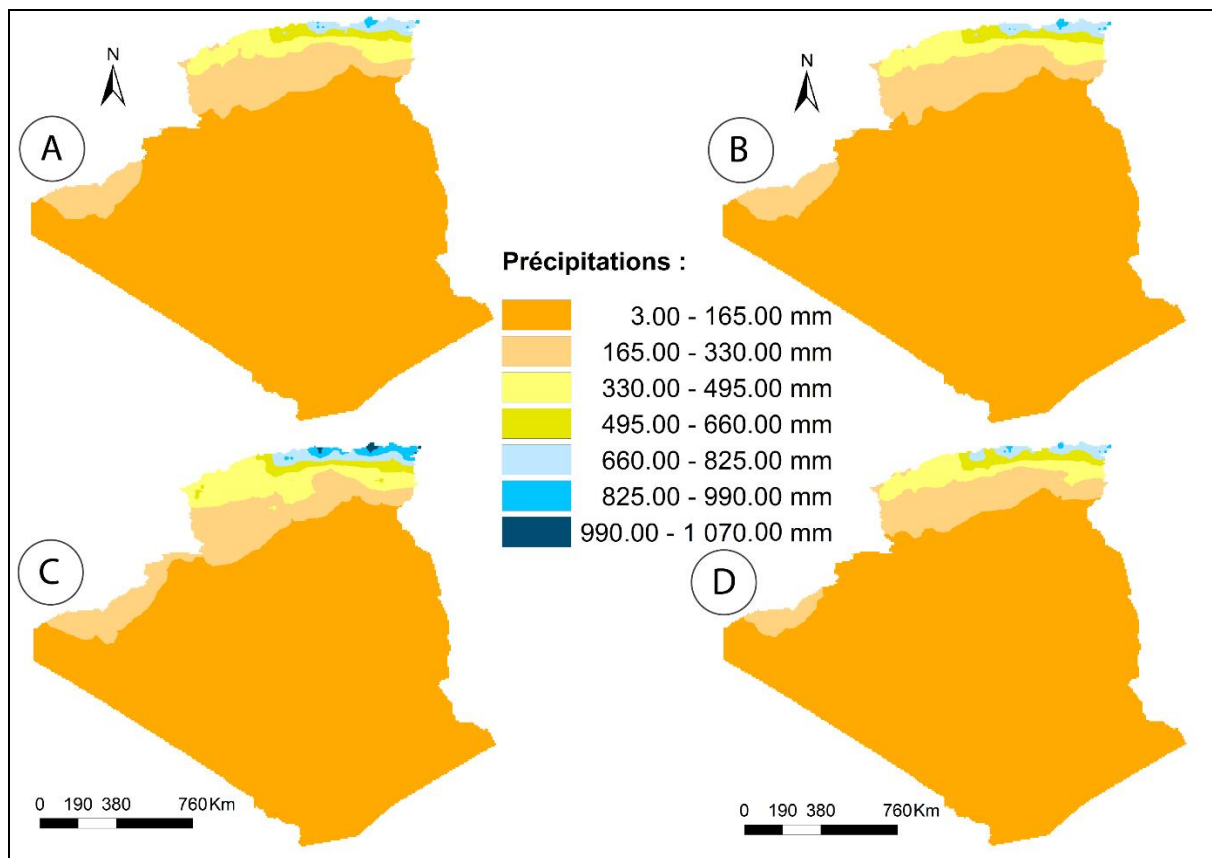 N
N
A
B
Précipitations :
3.00 - 165.00 mm
165.00 - 330.00 mm
330.00 - 495.00 mm
495.00 - 660.00 mm
660.00 - 825.00 mm
825.00 - 990.00 mm
990.00 - 1 070.00 mm
C
D
0 190 380 760Km
0 190 380 760Km